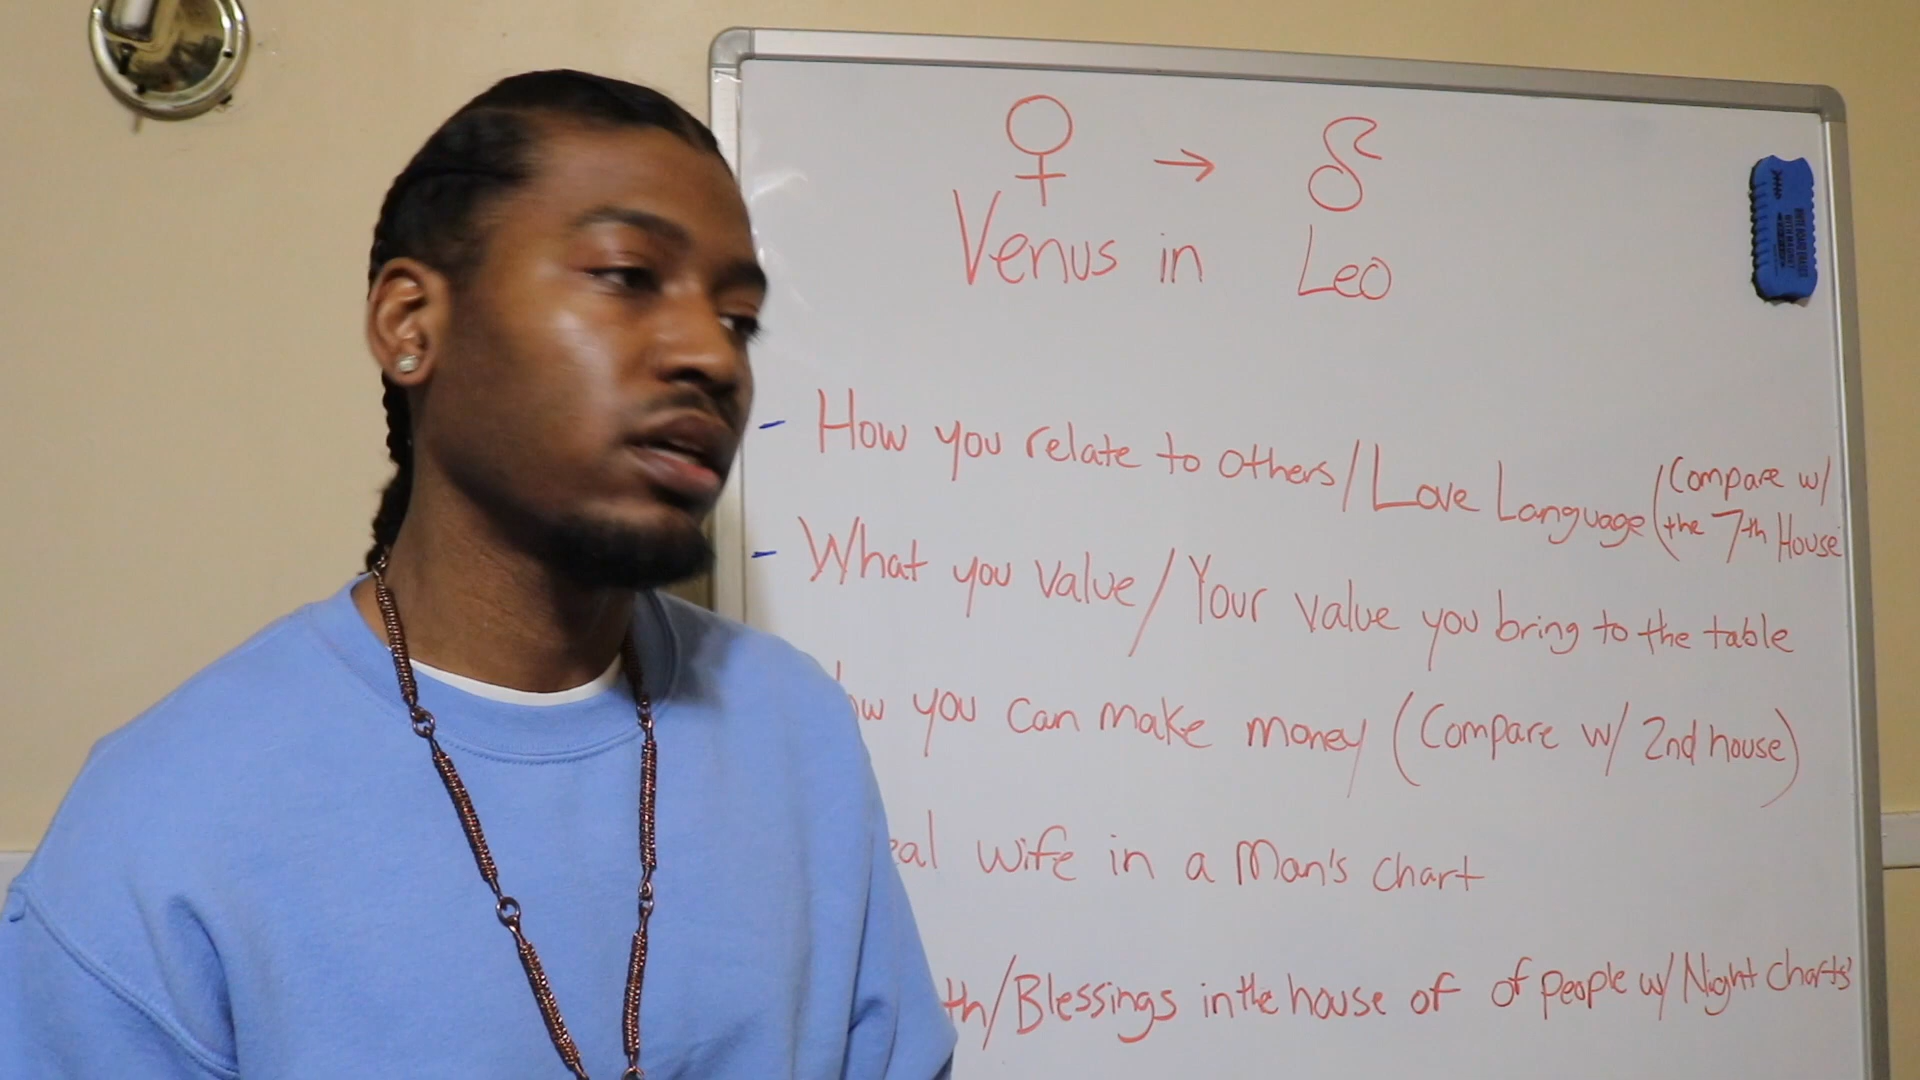 Venus in Leo
- How you relate to others/Love Language (Compare w/ the 7th House
- What you value/Your value you bring to the table
you can make money (Compare w/ 2nd house)
wife in a Man's chart
/Blessings in the house of of people w/ Night Charts